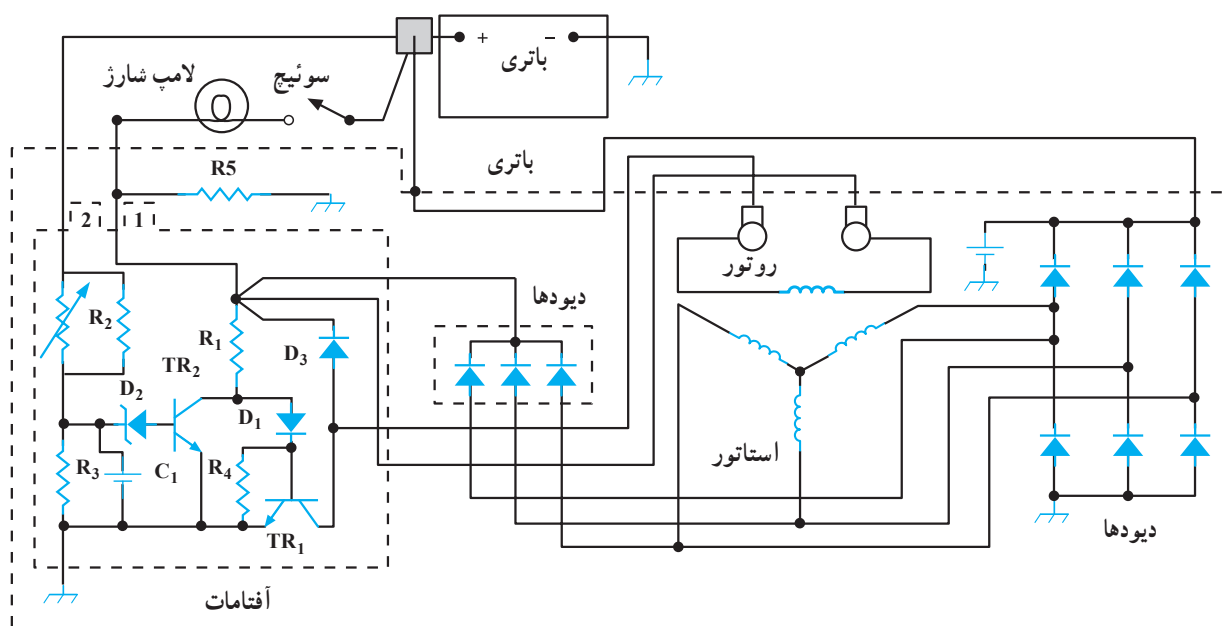 + −
باتری
لامپ شارژ
سوئیچ
باتری
R5
2 1
روتور
دیودها
R2
R1
D3
TR2
D2
D1
استاتور
R3
C1
R4
TR1
دیودها
آفتامات